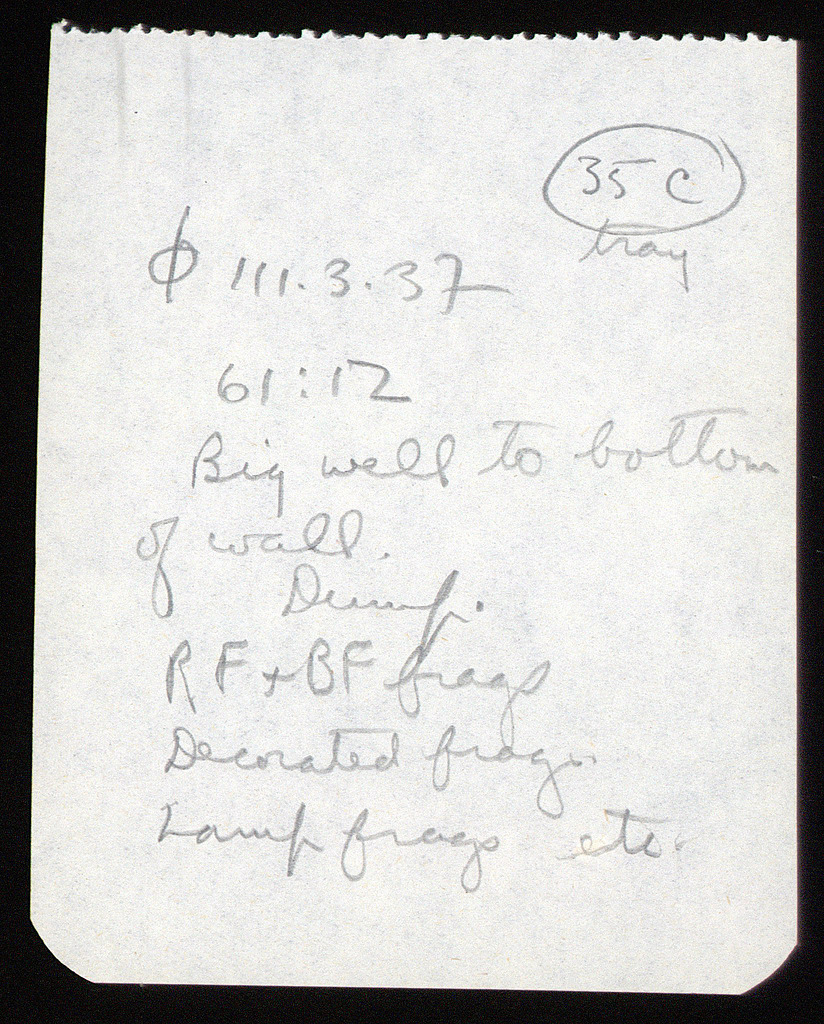 35 C
tray
ϕ 111.3.37
61:12
Big well to bottom
of wall.
Dump.
RF + BF frags
Decorated frags.
Lamp frags etc.